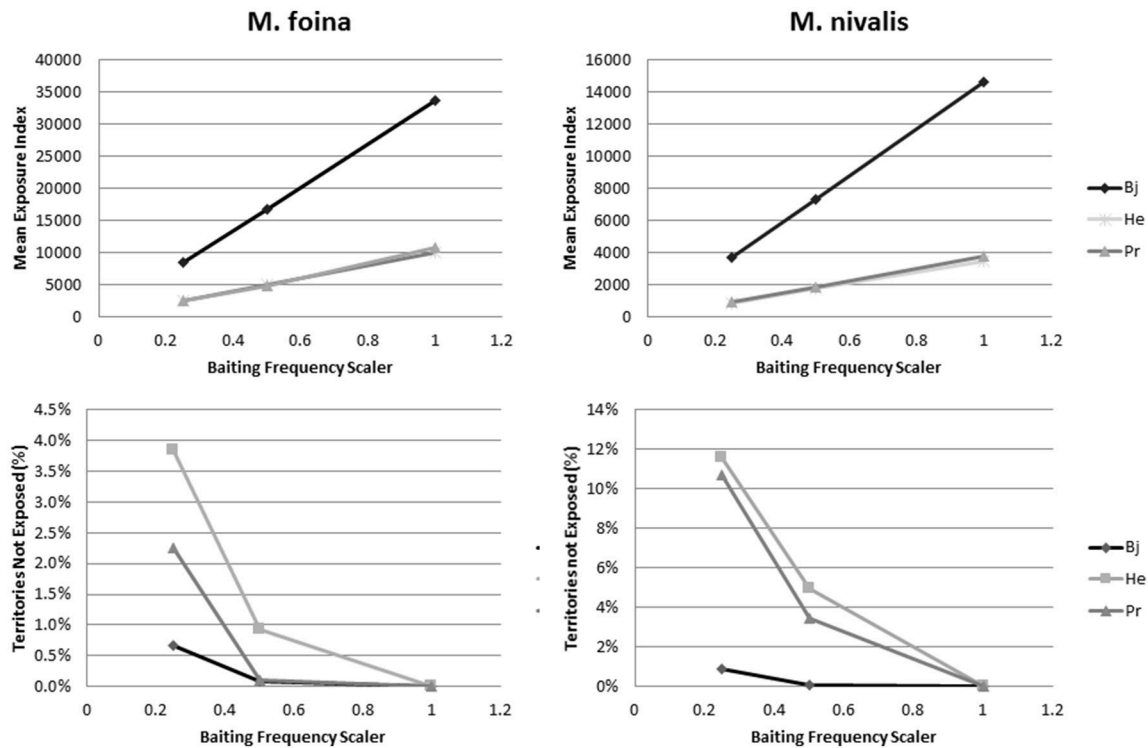 M. foina
M. nivalis
Mean Exposure Index
40000
35000
30000
25000
20000
15000
10000
5000
0
0 0.2 0.4 0.6 0.8 1 1.2
Baiting Frequency Scaler
Mean Exposure Index
16000
14000
12000
10000
8000
6000
4000
2000
0
0 0.2 0.4 0.6 0.8 1 1.2
Baiting Frequency Scaler
Bj
He
Pr
Territories Not Exposed (%)
4.5%
4.0%
3.5%
3.0%
2.5%
2.0%
1.5%
1.0%
0.5%
0.0%
0 0.2 0.4 0.6 0.8 1 1.2
Baiting Frequency Scaler
Territories not Exposed (%)
14%
12%
10%
8%
6%
4%
2%
0%
0 0.2 0.4 0.6 0.8 1 1.2
Baiting Frequency Scaler
Bj
He
Pr